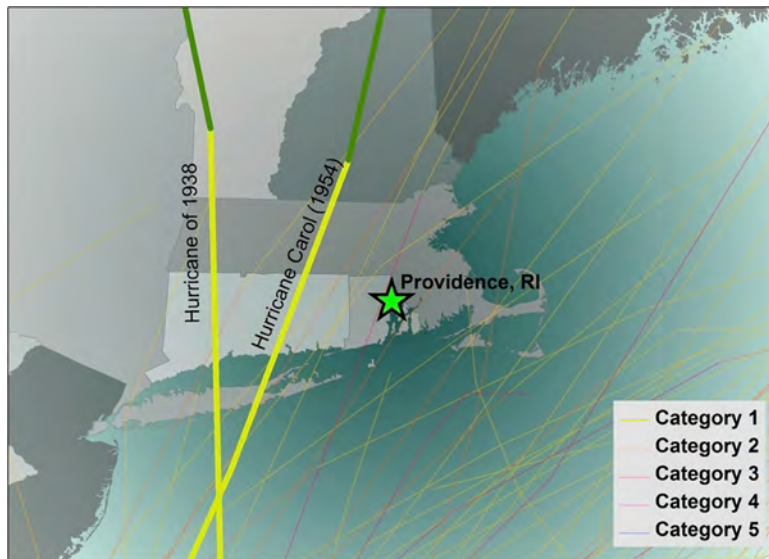 Hurricane of 1938
Hurricane Carol (1954)
Providence, RI
Category 1
Category 2
Category 3
Category 4
Category 5